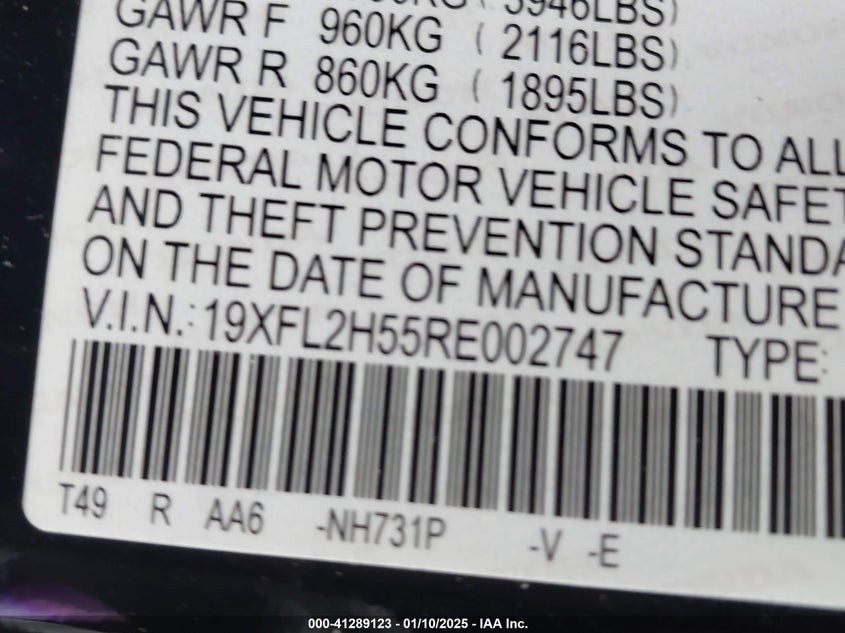 3946LBS)
GAWR F 960KG ( 2116LBS)
GAWR R 860KG ( 1895LBS)
THIS VEHICLE CONFORMS TO ALL
FEDERAL MOTOR VEHICLE SAFET
AND THEFT PREVENTION STANDA
ON THE DATE OF MANUFACTURE
V.I.N.: 19XFL2H55RE002747 TYPE:
T49 R AA6 -NH731P -V -E
000-41289123 - 01/10/2025 - IAA Inc.